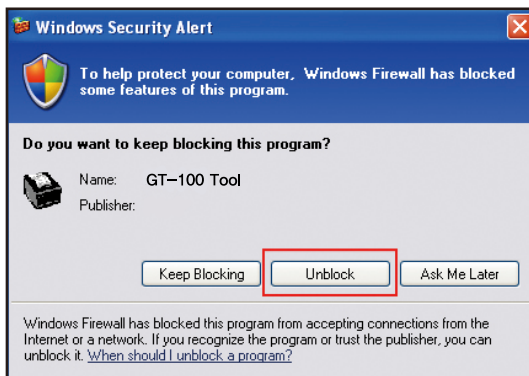 Windows Security Alert
To help protect your computer, Windows Firewall has blocked
some features of this program.
Do you want to keep blocking this program?
Name: GT-100 Tool
Publisher:
Keep Blocking Unblock Ask Me Later
Windows Firewall has blocked this program from accepting connections from the
Internet or a network. If you recognize the program or trust the publisher, you can
unblock it. When should I unblock a program?